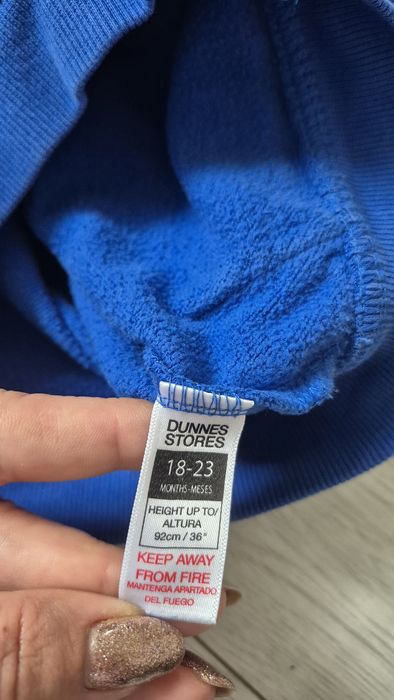 DUNNES
STORES
18-23
MONTHS-MESES
HEIGHT UP TO/
ALTURA
92cm / 36"
KEEP AWAY
FROM FIRE
MANTENGA APARTADO
DEL FUEGO